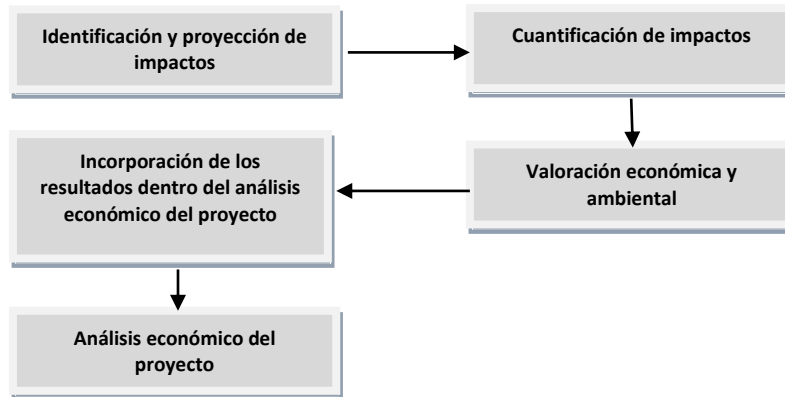 Identificación y proyección de
impactos
Cuantificación de impactos
Valoración económica y
ambiental
Incorporación de los
resultados dentro del análisis
económico del proyecto
Análisis económico del
proyecto